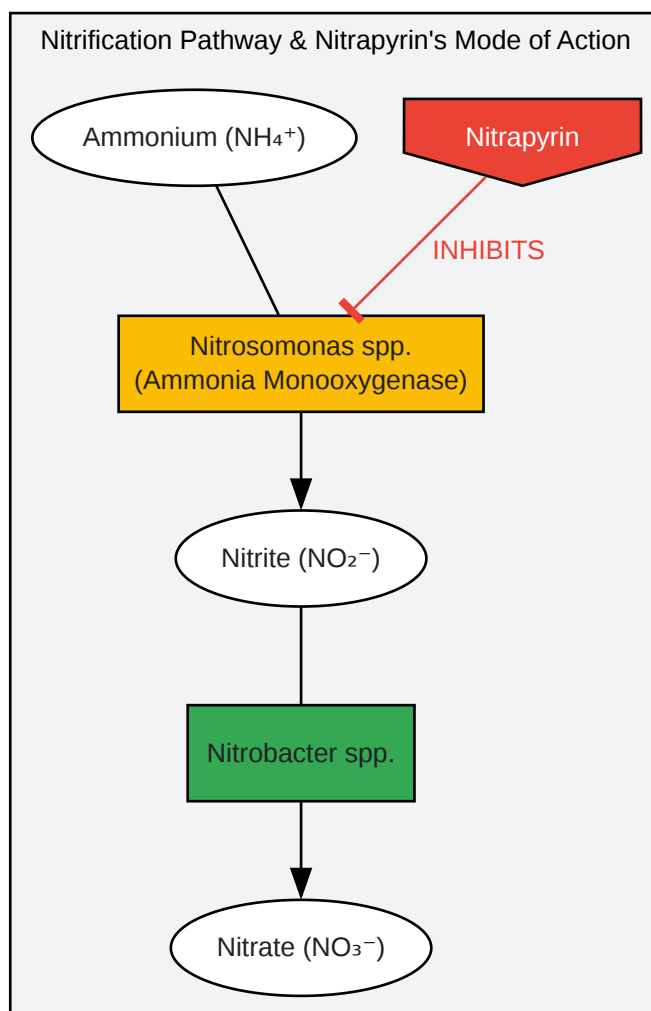 Nitrification Pathway & Nitrapyrin's Mode of Action
Ammonium (NH₄⁺)
Nitrapyrin
INHIBITS
Nitrosomonas spp.
(Ammonia Monooxygenase)
Nitrite (NO₂⁻)
Nitrobacter spp.
Nitrate (NO₃⁻)